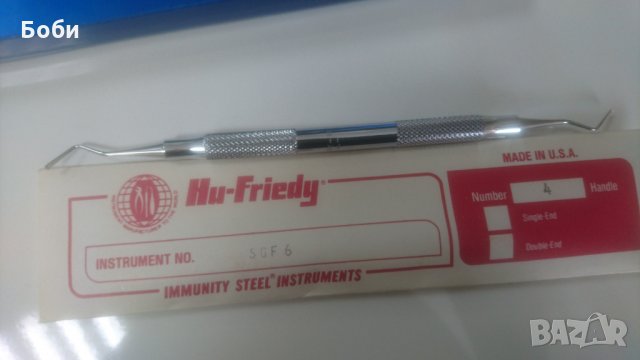 Боби
Hu-Friedy®
MADE IN U.S.A.
Number 4 Handle
Single-End
Double-End
INSTRUMENT NO. SGF 6
IMMUNITY STEEL® INSTRUMENTS
BAZAR